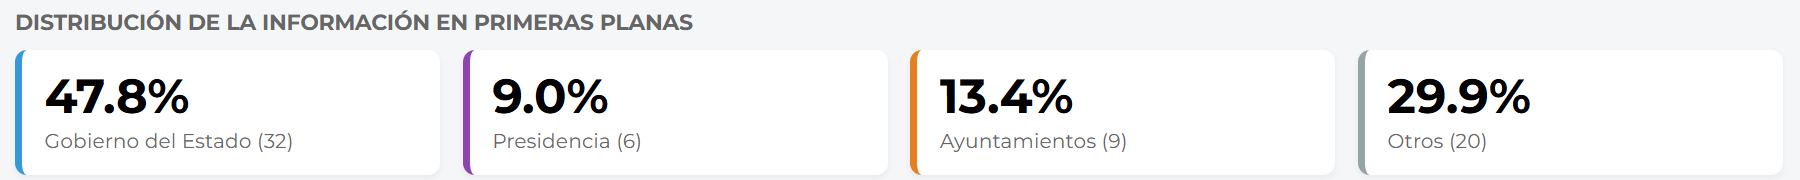 DISTRIBUCIÓN DE LA INFORMACIÓN EN PRIMERAS PLANAS
47.8%
Gobierno del Estado (32)
9.0%
Presidencia (6)
13.4%
Ayuntamientos (9)
29.9%
Otros (20)